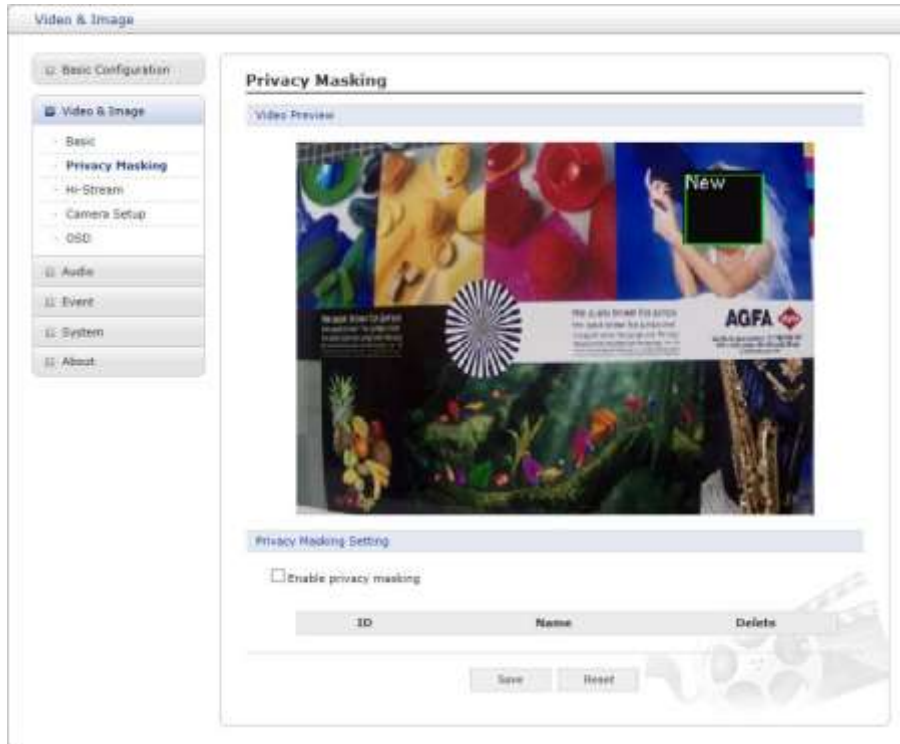 Video & Image
Basic Configuration
Video & Image
Basic
Privacy Masking
Hi-Stream
Camera Setup
OSD
Audio
Event
System
About
Privacy Masking
Video Preview
New
AGFA
Privacy Masking Setting
Enable privacy masking
ID Name Delete
Save Reset